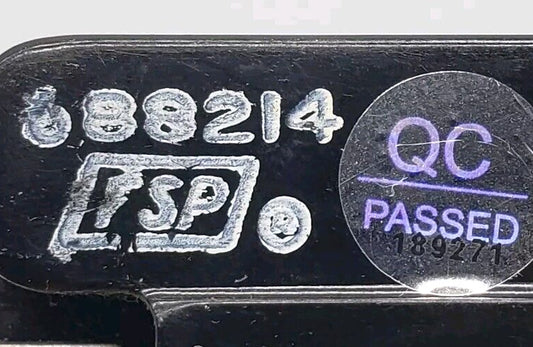 688214
FSP
®
QC
PASSED
189271